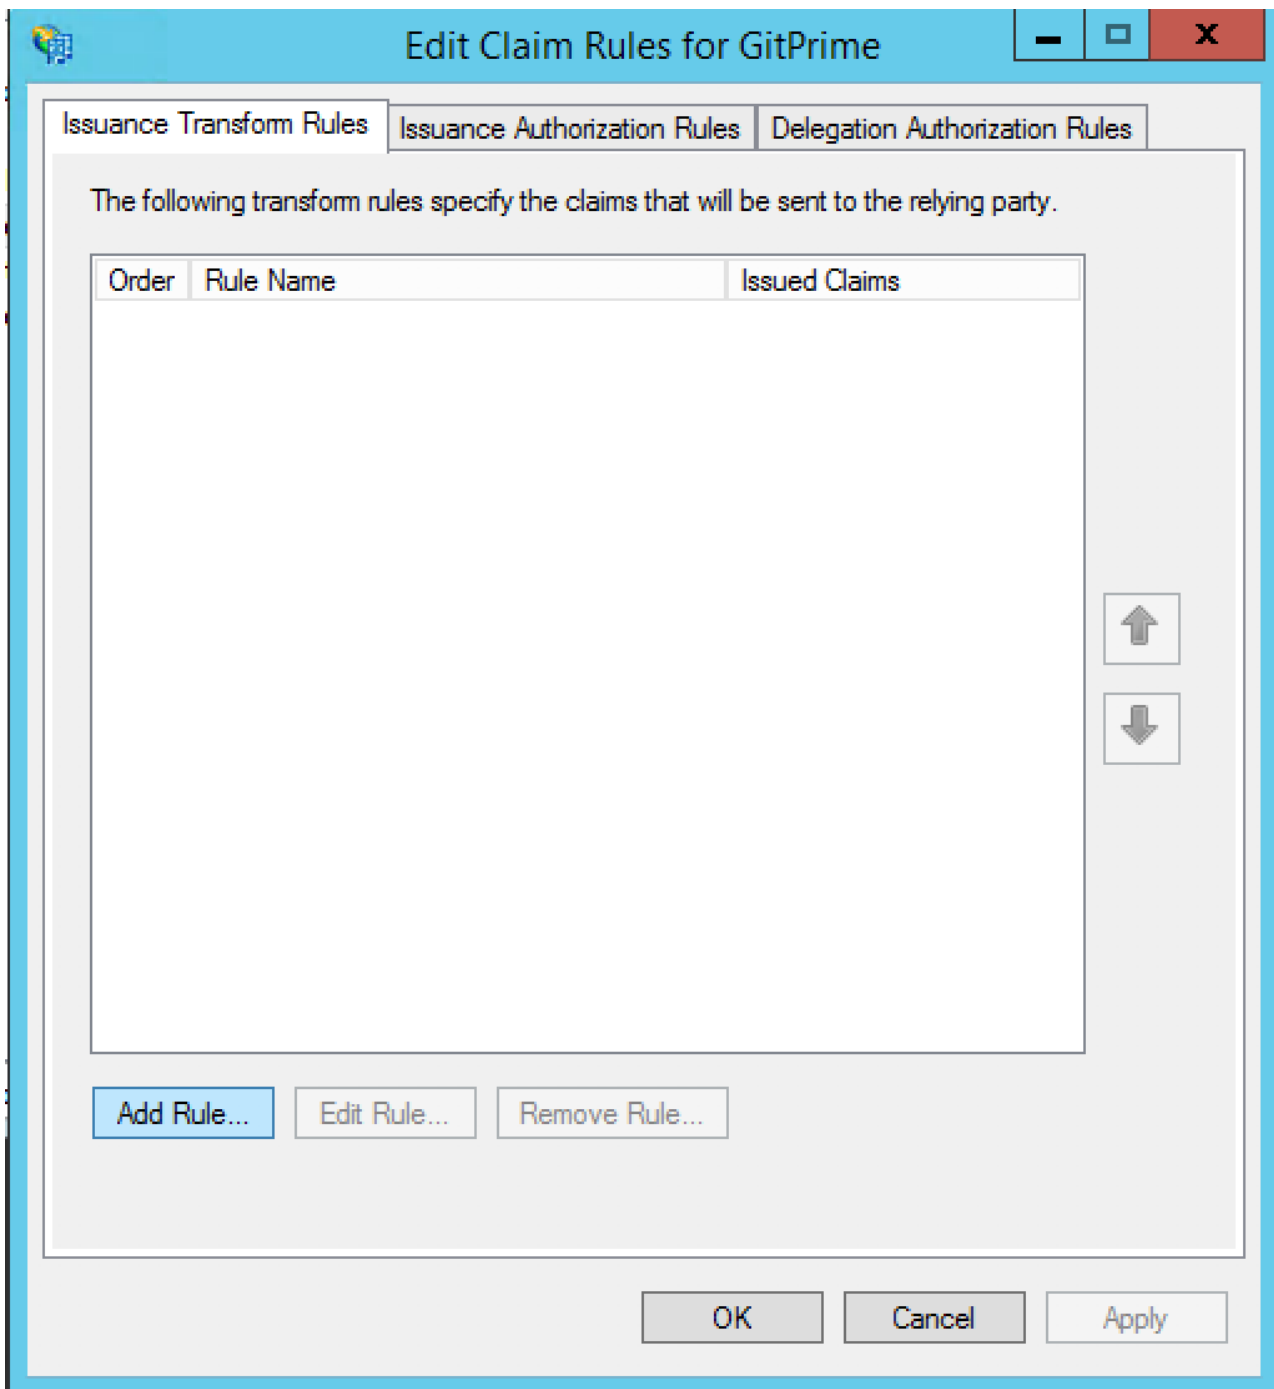 Edit Claim Rules for GitPrime
Issuance Transform Rules
Issuance Authorization Rules
Delegation Authorization Rules
The following transform rules specify the claims that will be sent to the relying party.
Order
Rule Name
Issued Claims
Add Rule...
Edit Rule...
Remove Rule...
OK
Cancel
Apply